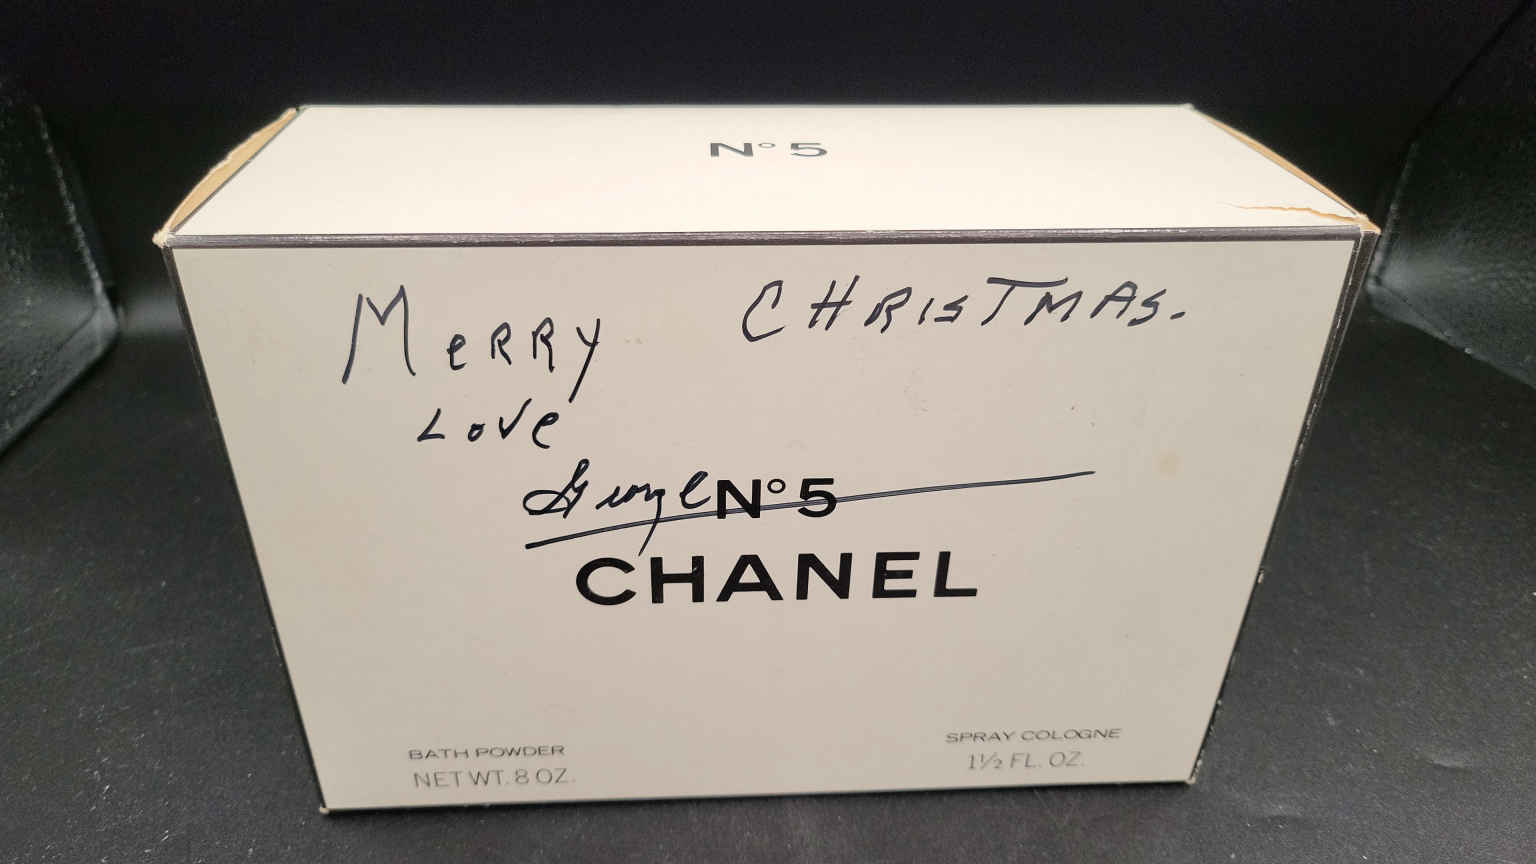 N° 5
MeRRy CHRISTMAS.
Love
George
N° 5
CHANEL
BATH POWDER
NET WT. 8 OZ.
SPRAY COLOGNE
1½ FL. OZ.